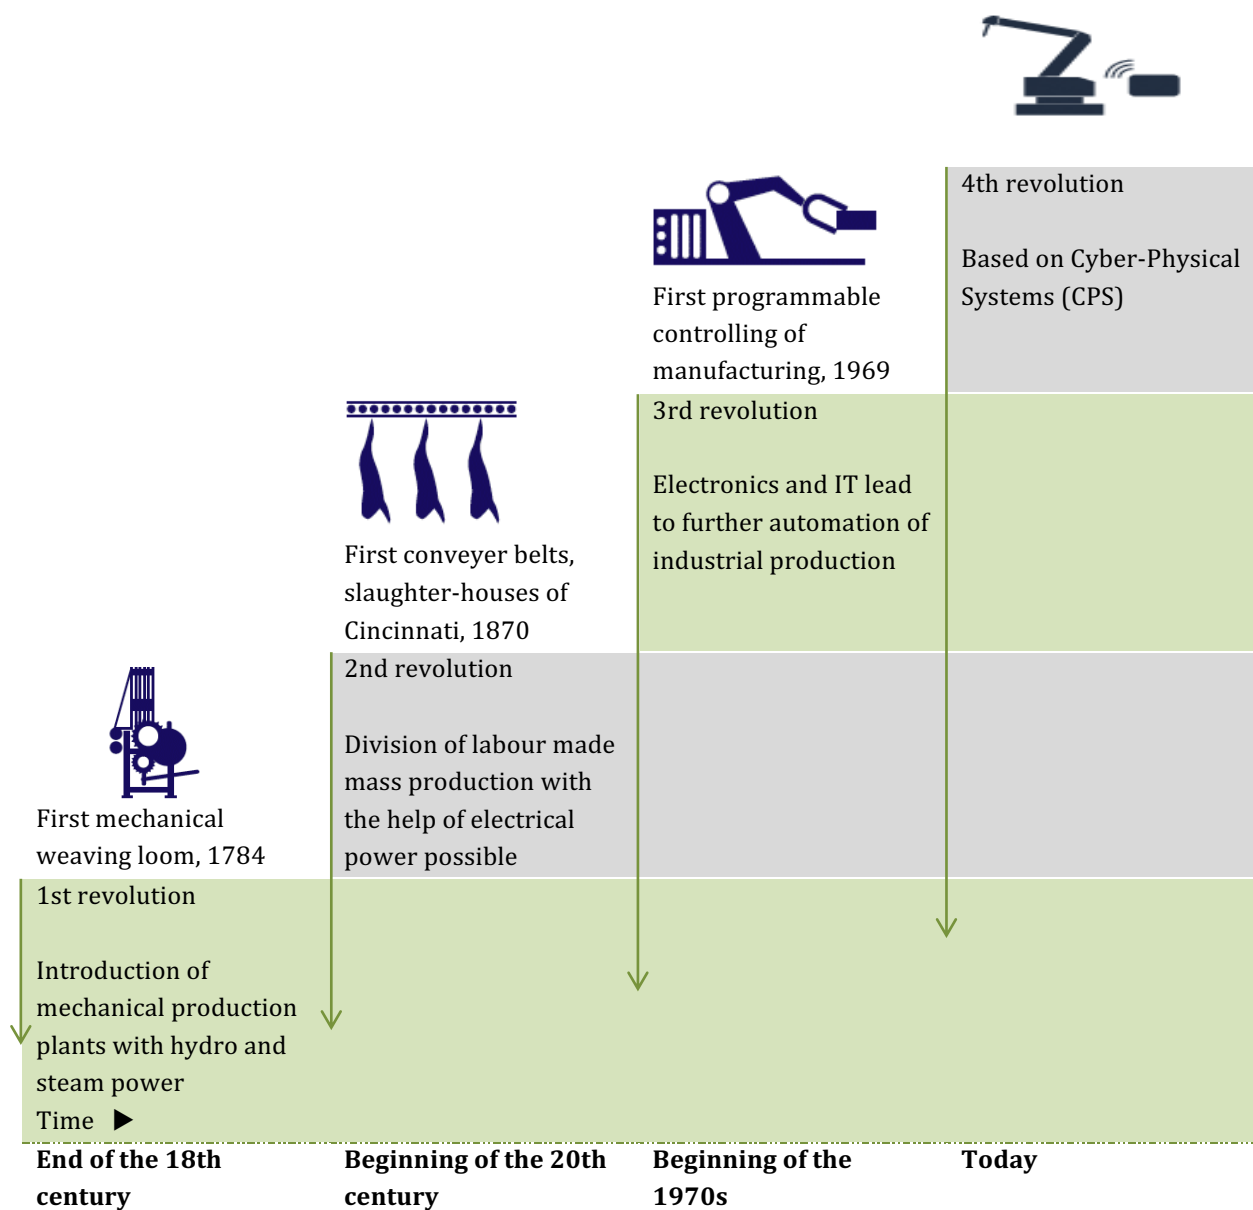 4th revolution
Based on Cyber-Physical
Systems (CPS)
First programmable
controlling of
manufacturing, 1969
3rd revolution
Electronics and IT lead
to further automation of
industrial production
First conveyer belts,
slaughter-houses of
Cincinnati, 1870
2nd revolution
Division of labour made
mass production with
the help of electrical
power possible
First mechanical
weaving loom, 1784
1st revolution
Introduction of
mechanical production
plants with hydro and
steam power
Time ▶
End of the 18th
century
Beginning of the 20th
century
Beginning of the
1970s
Today